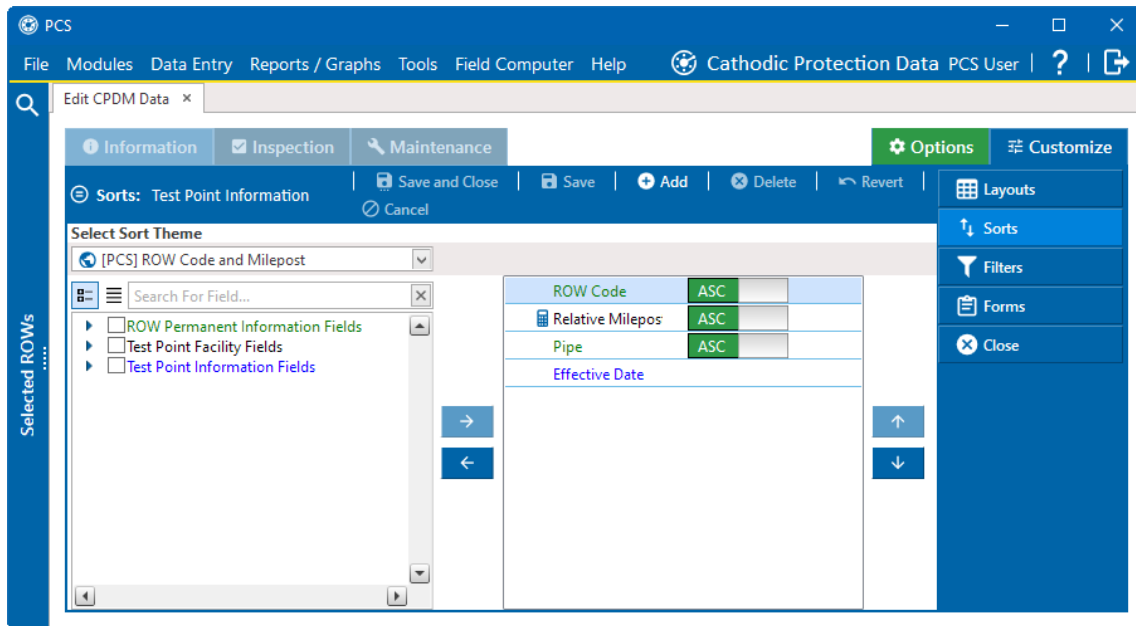 PCS
File Modules Data Entry Reports / Graphs Tools Field Computer Help Cathodic Protection Data PCS User | ? |
Edit CPDM Data ×
Information Inspection Maintenance Options Customize
Sorts: Test Point Information | Save and Close | Save | Add | Delete | Revert |
Cancel
Layouts
Sorts
Filters
Forms
Close
Select Sort Theme
[PCS] ROW Code and Milepost
Search For Field...
ROW Permanent Information Fields
Test Point Facility Fields
Test Point Information Fields
ROW Code ASC
Relative Milepos ASC
Pipe ASC
Effective Date
Selected ROWs